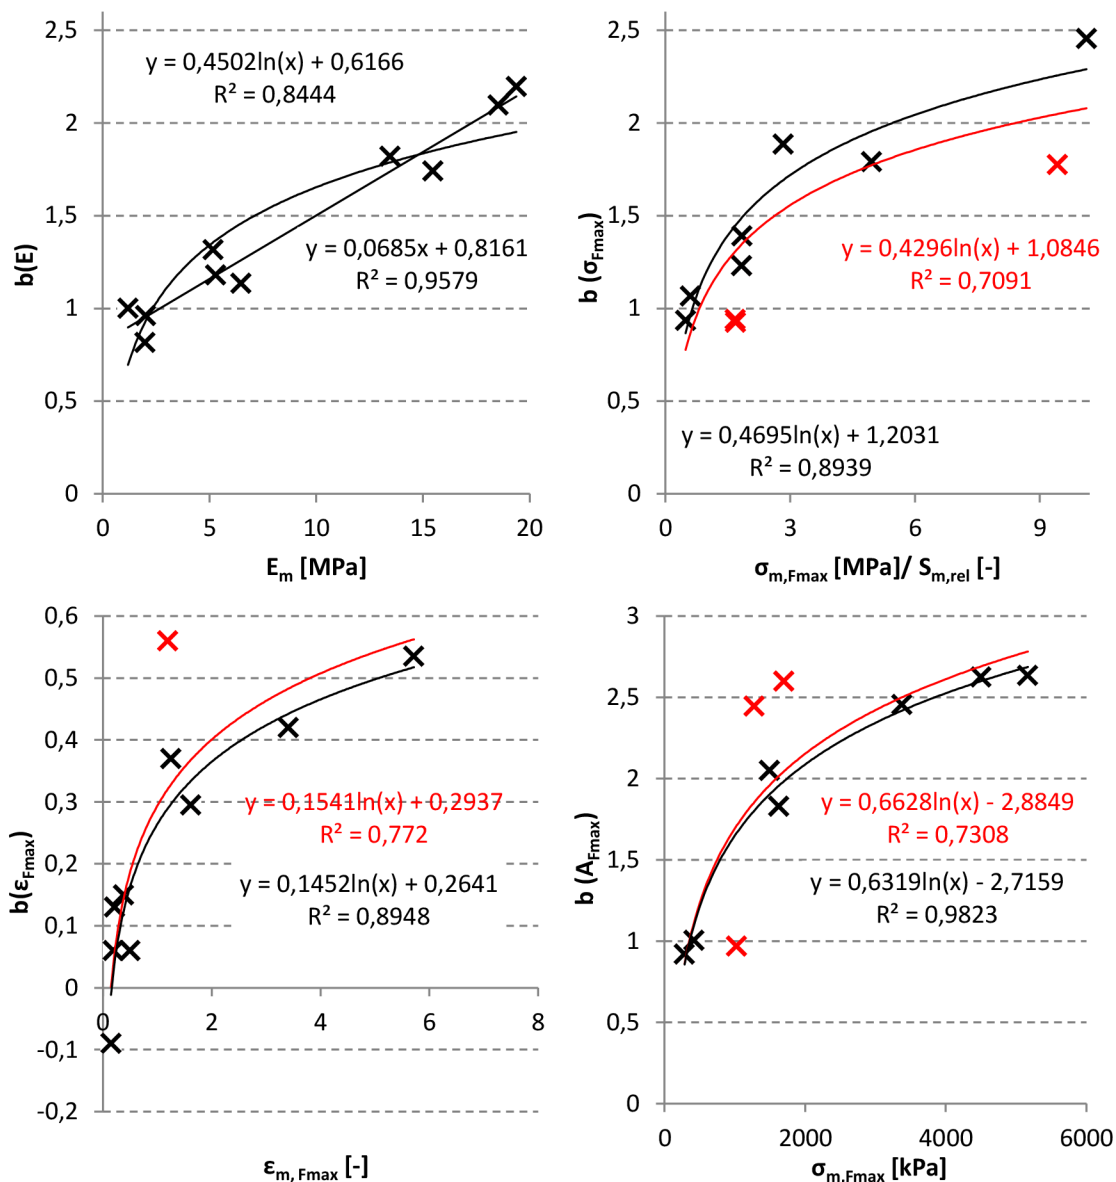 2,5
y = 0,4502ln(x) + 0,6166
R² = 0,8444
2
1,5
b(E)
y = 0,0685x + 0,8161
R² = 0,9579
1
0,5
0
0 5 10 15 20
Em [MPa]
2,5
2
1,5
b (σFmax)
y = 0,4296ln(x) + 1,0846
R² = 0,7091
1
0,5
y = 0,4695ln(x) + 1,2031
R² = 0,8939
0
0 3 6 9
σm,Fmax [MPa]/ Sm,rel [-]
0,6
0,5
0,4
0,3
y = 0,1541ln(x) + 0,2937
R² = 0,772
b(εFmax)
0,2
y = 0,1452ln(x) + 0,2641
R² = 0,8948
0,1
0
0 2 4 6 8
-0,1
-0,2
εm, Fmax [-]
3
2,5
2
y = 0,6628ln(x) - 2,8849
R² = 0,7308
1,5
b (AFmax)
y = 0,6319ln(x) - 2,7159
R² = 0,9823
1
0,5
0
0 2000 4000 6000
σm,Fmax [kPa]